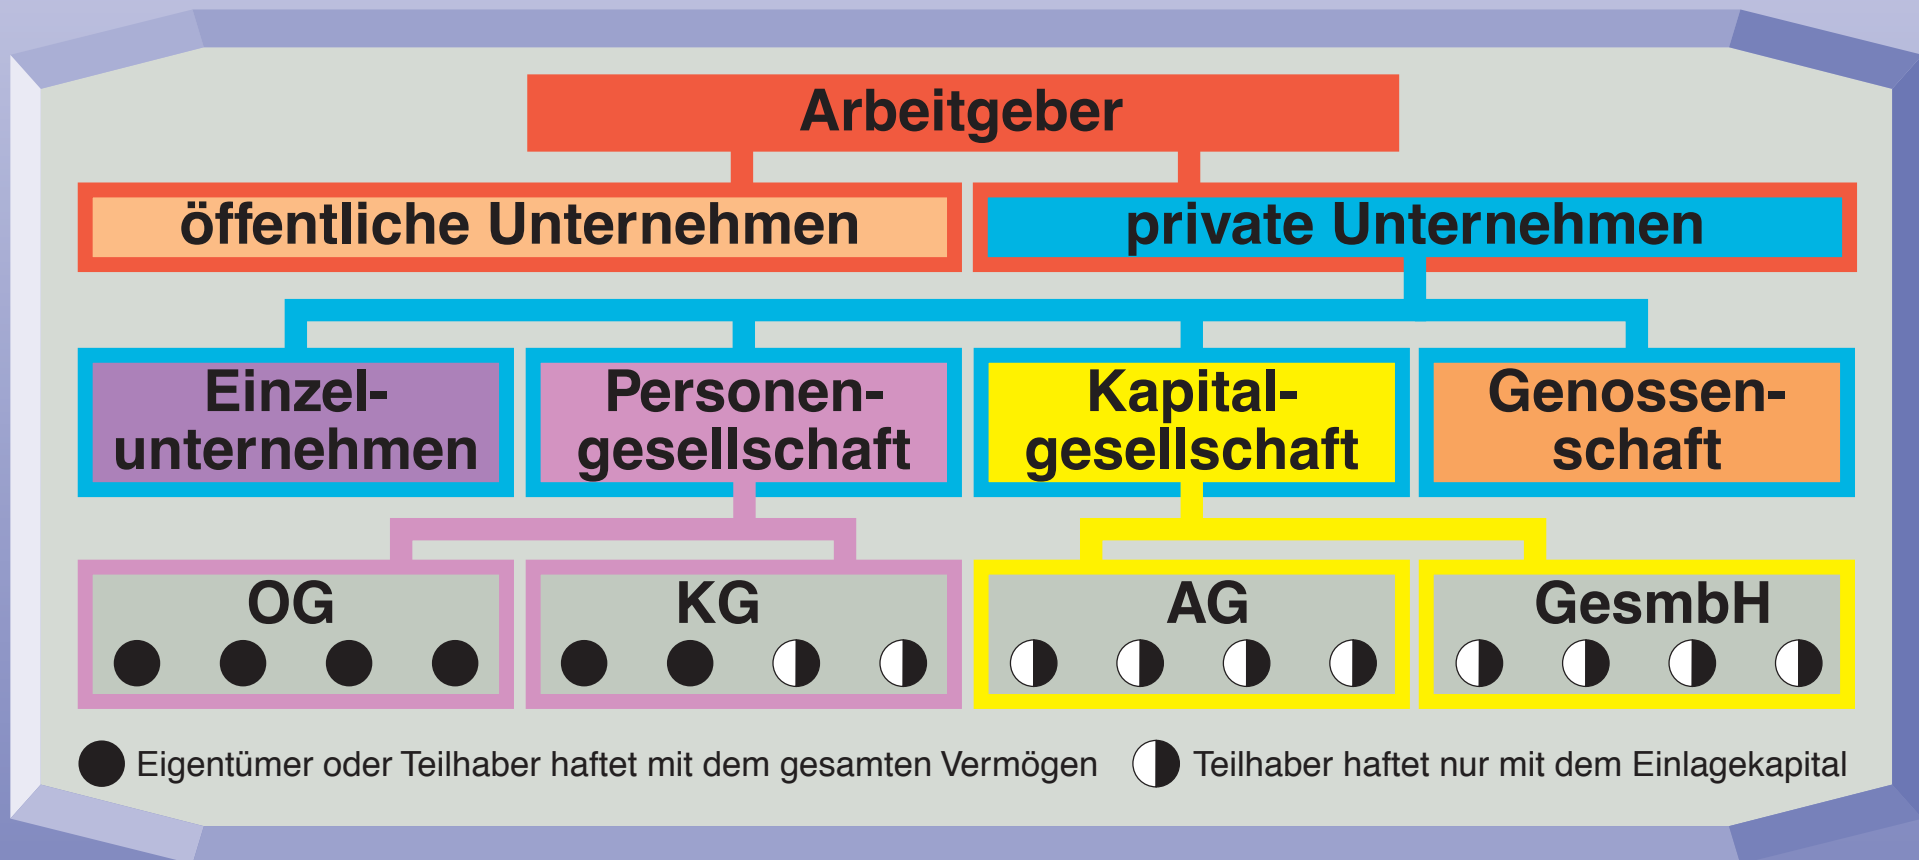 Arbeitgeber
öffentliche Unternehmen
private Unternehmen
Einzel-
unternehmen
Personen-
gesellschaft
Kapital-
gesellschaft
Genossen-
schaft
OG
KG
AG
GesmbH
Eigentümer oder Teilhaber haftet mit dem gesamten Vermögen
Teilhaber haftet nur mit dem Einlagekapital